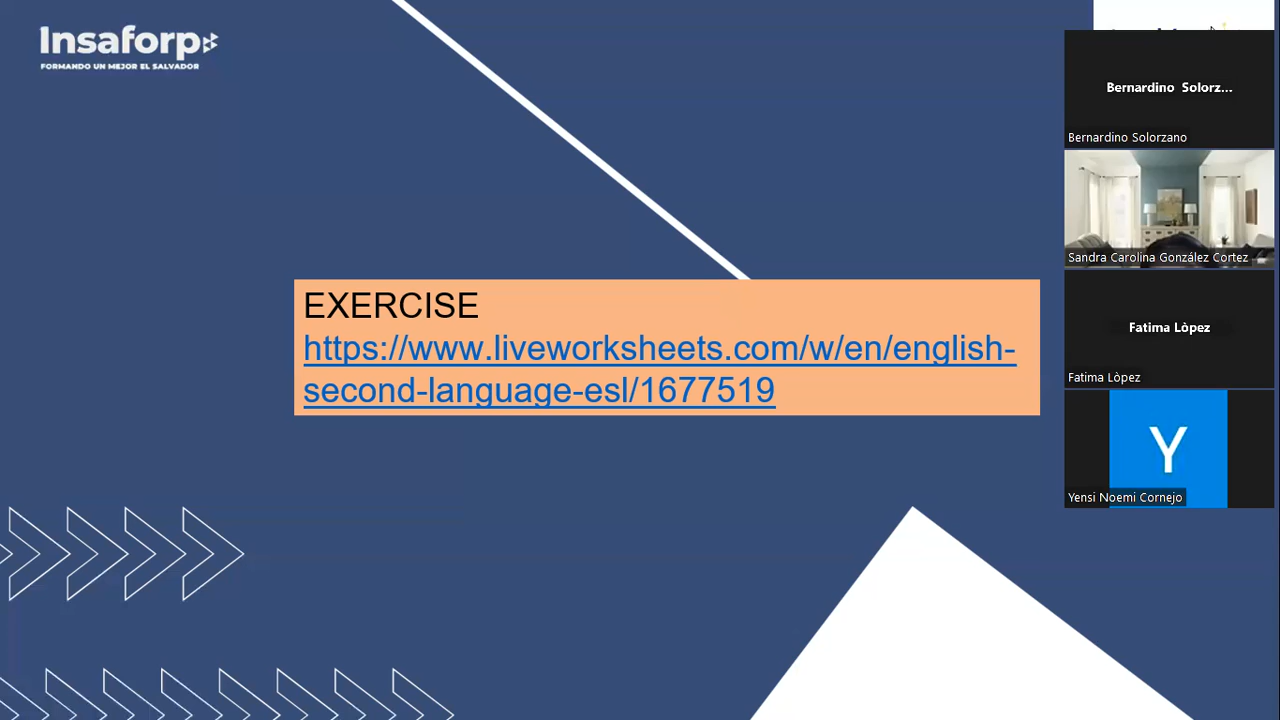 Insaforp
FORMANDO UN MEJOR EL SALVADOR
EXERCISE
https://www.liveworksheets.com/w/en/english-
second-language-esl/1677519
Bernardino Solorz...
Bernardino Solorzano
Sandra Carolina González Cortez
Fatima Lòpez
Fatima Lòpez
Y
Yensi Noemi Cornejo